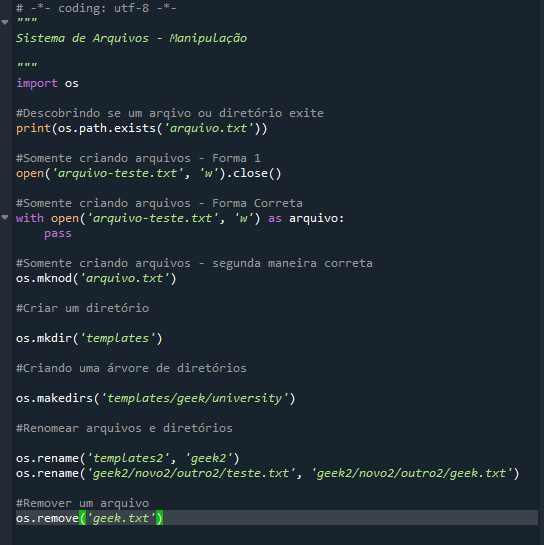 # -*- coding: utf-8 -*-
"""
Sistema de Arquivos - Manipulação
"""
import os
#Descobrindo se um arqivo ou diretório exite
print(os.path.exists('arquivo.txt'))
#Somente criando arquivos - Forma 1
open('arquivo-teste.txt', 'w').close()
#Somente criando arquivos - Forma Correta
with open('arquivo-teste.txt', 'w') as arquivo:
    pass
#Somente criando arquivos - segunda maneira correta
os.mknod('arquivo.txt')
#Criar um diretório
os.mkdir('templates')
#Criando uma árvore de diretórios
os.makedirs('templates/geek/university')
#Renomear arquivos e diretórios
os.rename('templates2', 'geek2')
os.rename('geek2/novo2/outro2/teste.txt', 'geek2/novo2/outro2/geek.txt')
#Remover um arquivo
os.remove('geek.txt')